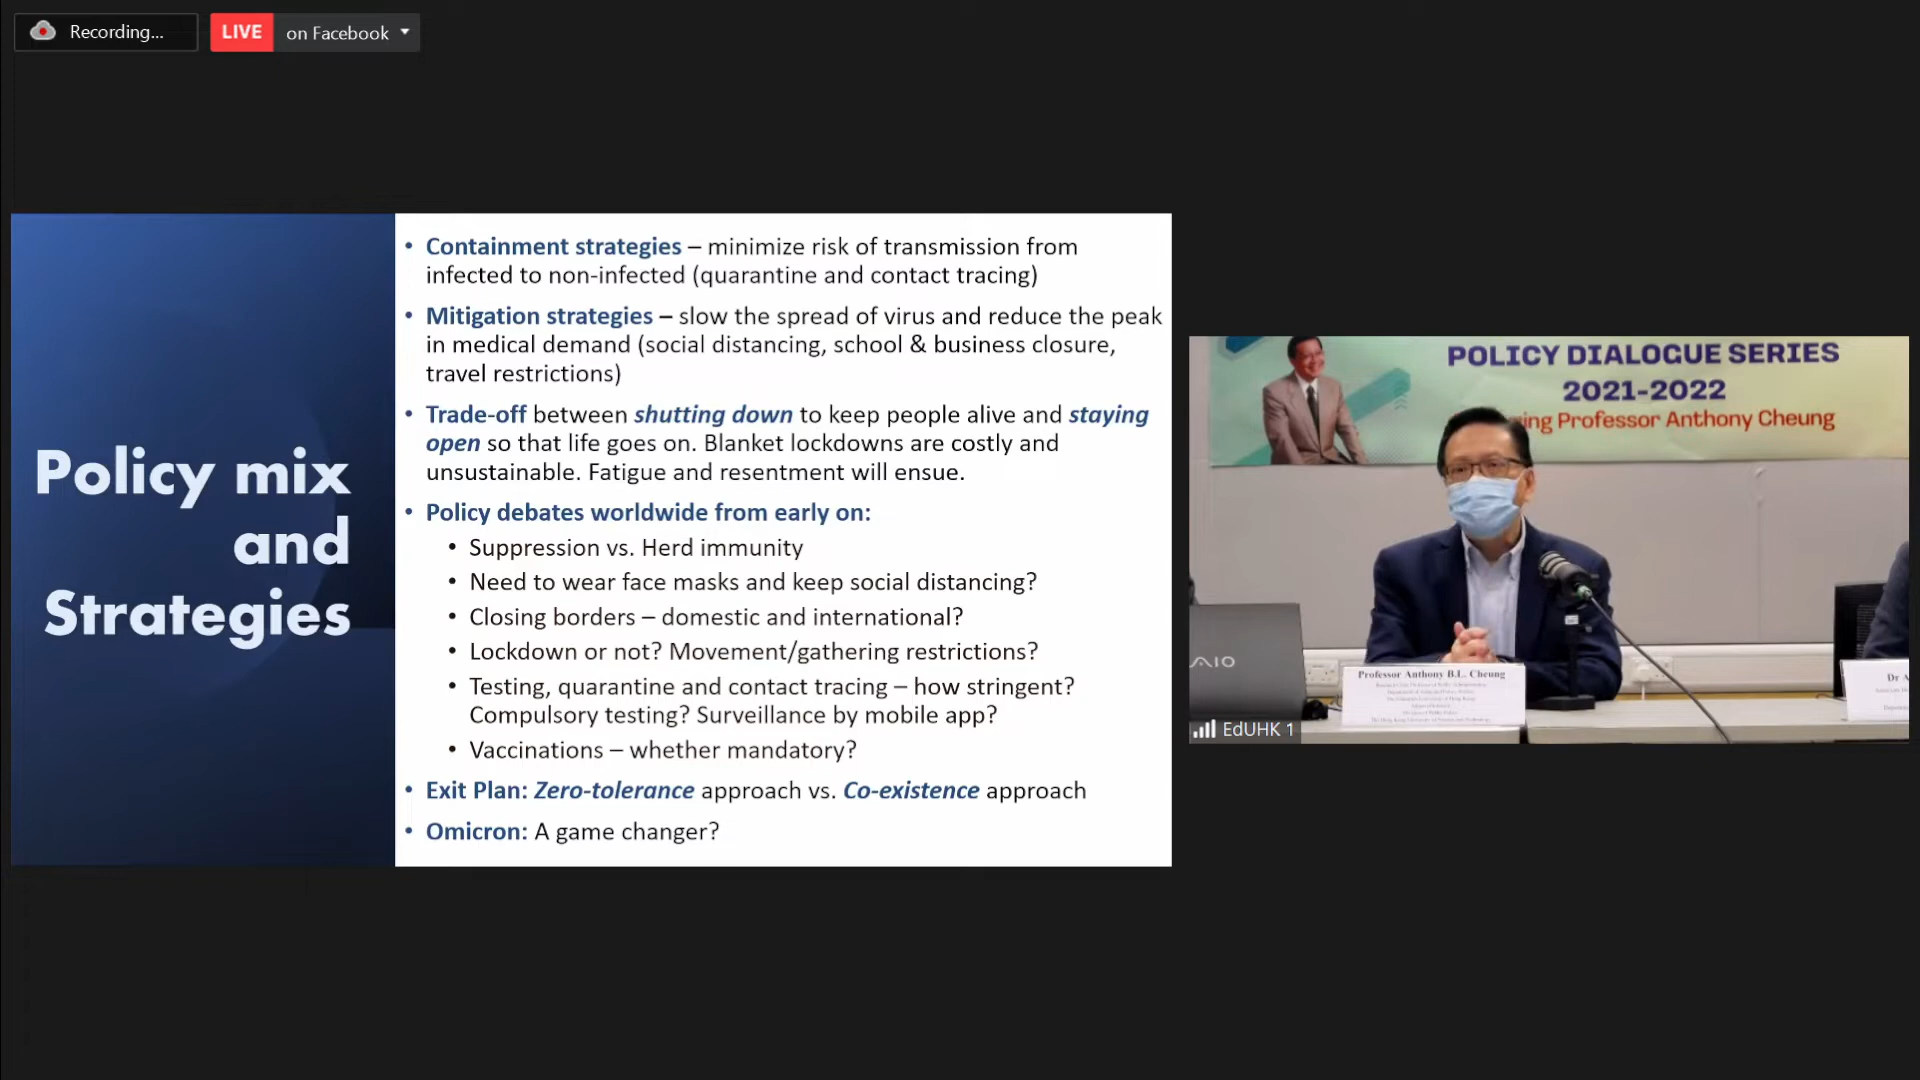 Recording...
LIVE on Facebook
Policy mix
and
Strategies
• Containment strategies – minimize risk of transmission from
infected to non-infected (quarantine and contact tracing)
• Mitigation strategies – slow the spread of virus and reduce the peak
in medical demand (social distancing, school & business closure,
travel restrictions)
• Trade-off between shutting down to keep people alive and staying
open so that life goes on. Blanket lockdowns are costly and
unsustainable. Fatigue and resentment will ensue.
• Policy debates worldwide from early on:
• Suppression vs. Herd immunity
• Need to wear face masks and keep social distancing?
• Closing borders – domestic and international?
• Lockdown or not? Movement/gathering restrictions?
• Testing, quarantine and contact tracing – how stringent?
Compulsory testing? Surveillance by mobile app?
• Vaccinations – whether mandatory?
• Exit Plan: Zero-tolerance approach vs. Co-existence approach
• Omicron: A game changer?
POLICY DIALOGUE SERIES
2021-2022
ing Professor Anthony Cheung
AIO
Professor Anthony B.L. Cheung
Dr A
EdUHK 1